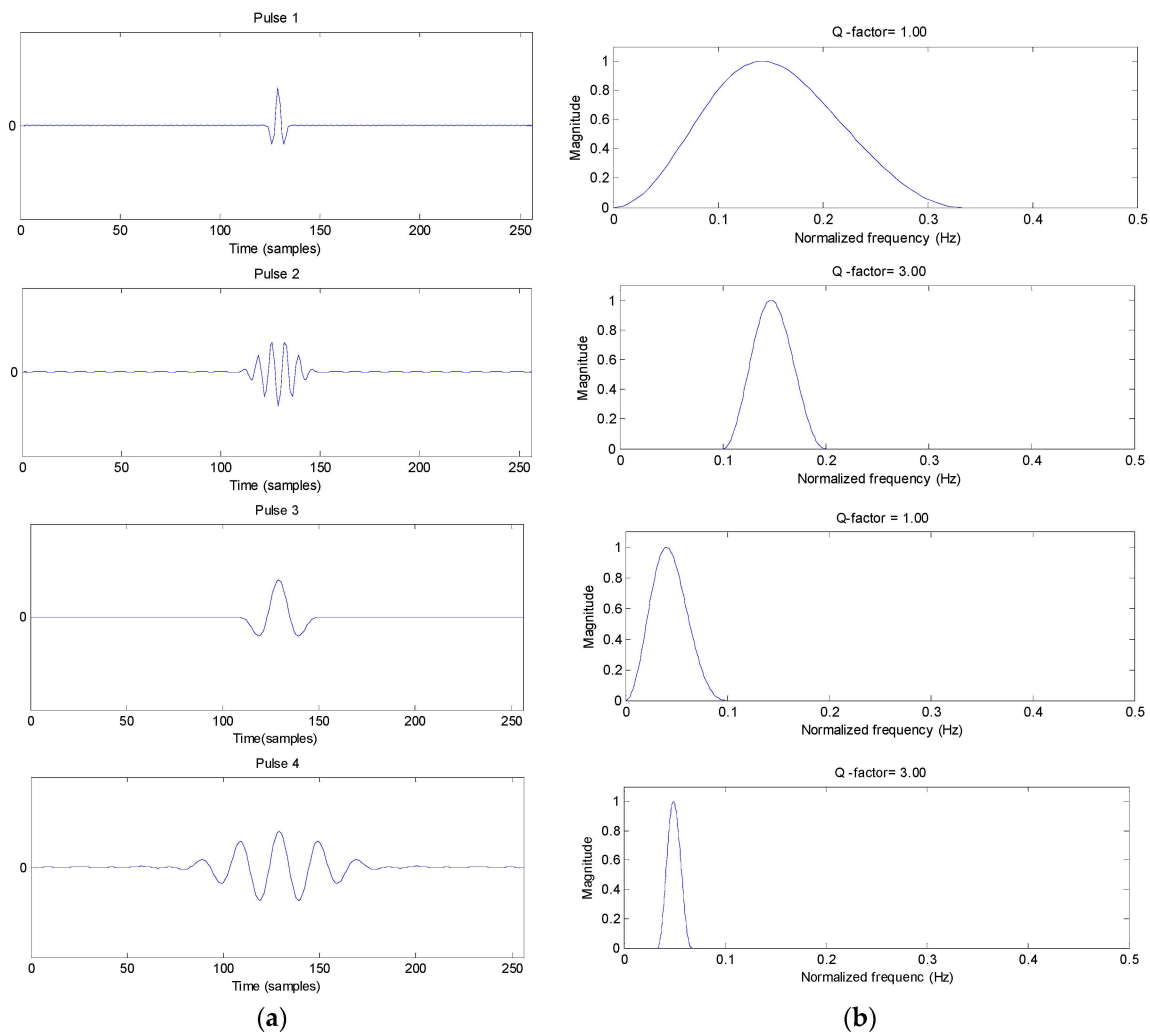 Pulse 1
0
0 50 100 150 200 250
Time (samples)
Q -factor= 1.00
Magnitude
1
0.8
0.6
0.4
0.2
0
0 0.1 0.2 0.3 0.4 0.5
Normalized frequency (Hz)
Pulse 2
0
0 50 100 150 200 250
Time (samples)
Q -factor= 3.00
Magnitude
1
0.8
0.6
0.4
0.2
0
0 0.1 0.2 0.3 0.4 0.5
Normalized frequency (Hz)
Pulse 3
0
0 50 100 150 200 250
Time(samples)
Q-factor = 1.00
Magnitude
1
0.8
0.6
0.4
0.2
0
0 0.1 0.2 0.3 0.4 0.5
Normalized frequency (Hz)
Pulse 4
0
0 50 100 150 200 250
Time (samples)
Q -factor= 3.00
Magnitude
1
0.8
0.6
0.4
0.2
0
0 0.1 0.2 0.3 0.4 0.5
Normalized frequenc (Hz)
(a)
(b)